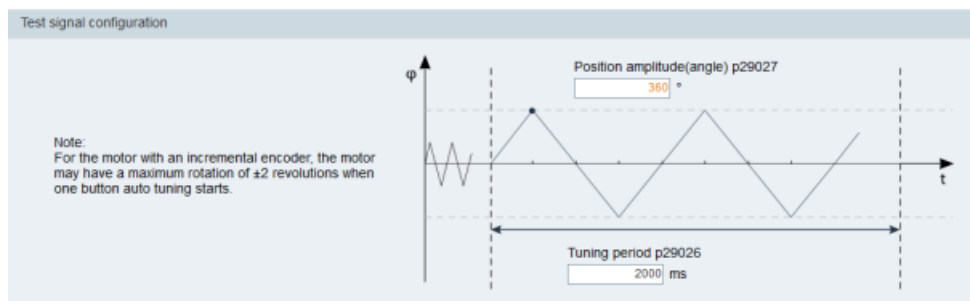 Test signal configuration
φ
Position amplitude(angle) p29027
360 °
Note:
For the motor with an incremental encoder, the motor
may have a maximum rotation of ±2 revolutions when
one button auto tuning starts.
t
Tuning period p29026
2000 ms